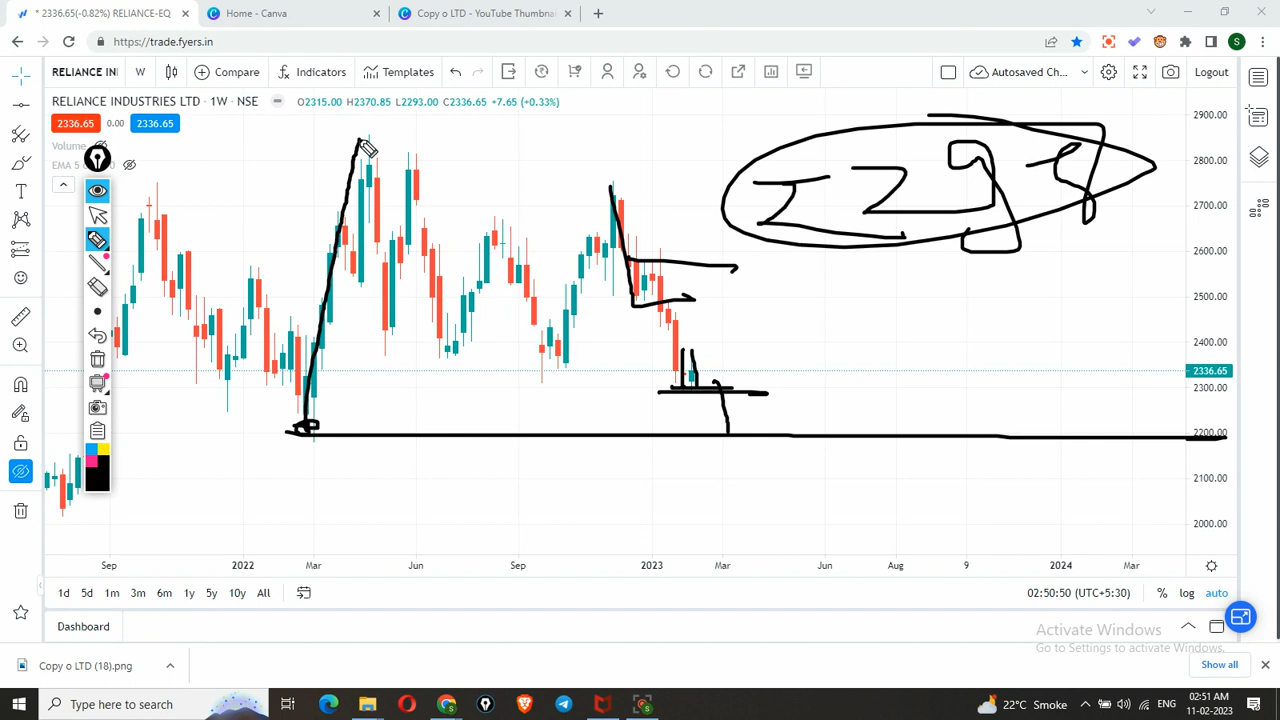 * 2336.65(-0.82%) RELIANCE-EQ
Home - Canva
Copy o LTD - YouTube Thumbna
https://trade.fyers.in
S
RELIANCE IN
W
Compare
Indicators
Templates
Autosaved Ch...
Logout
RELIANCE INDUSTRIES LTD · 1W · NSE
O2315.00 H2370.85 L2293.00 C2336.65 +7.65 (+0.33%)
2336.65 0.00 2336.65
Volume
EMA 5
2900.00
2800.00
2700.00
2600.00
2500.00
2400.00
2336.65
2300.00
2200.00
2100.00
2000.00
Sep 2022 Mar Jun Sep 2023 Mar Jun Aug 9 2024 Mar
1d 5d 1m 3m 6m 1y 5y 10y All
02:50:50 (UTC+5:30) % log auto
Dashboard
Activate Windows
Go to Settings to activate Windows.
Copy o LTD (18).png
Show all
Type here to search
22°C Smoke
ENG
02:51 AM
11-02-2023